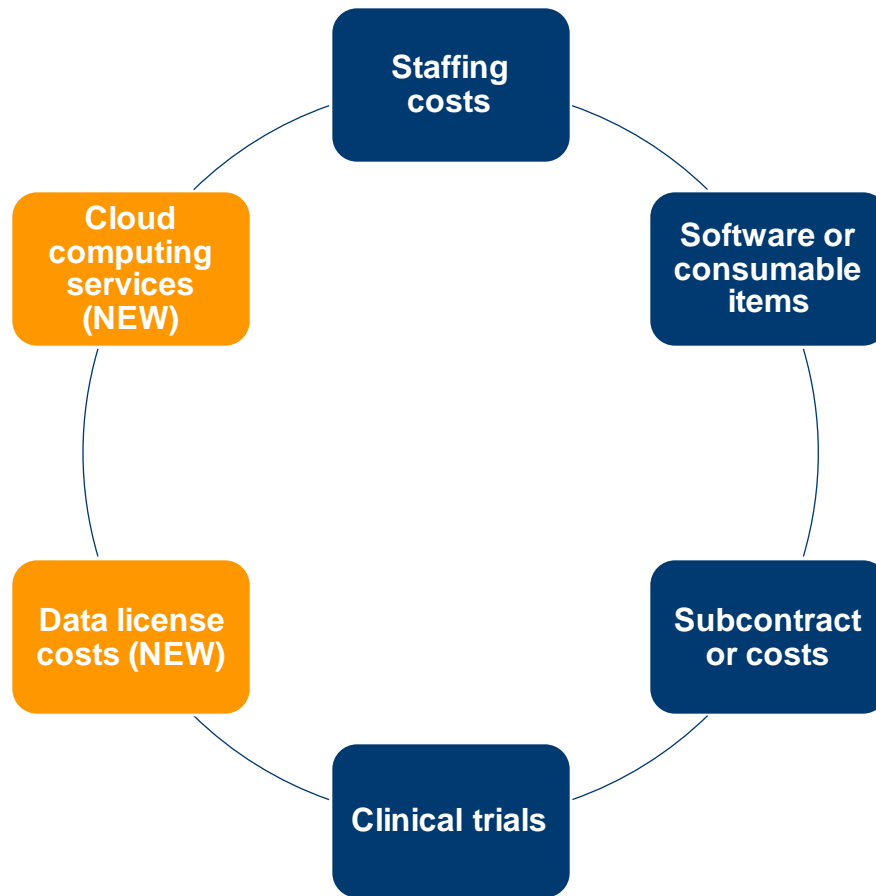 Staffing
costs
Cloud
computing
services
(NEW)
Software or
consumable
items
Data license
costs (NEW)
Subcontract
or costs
Clinical trials